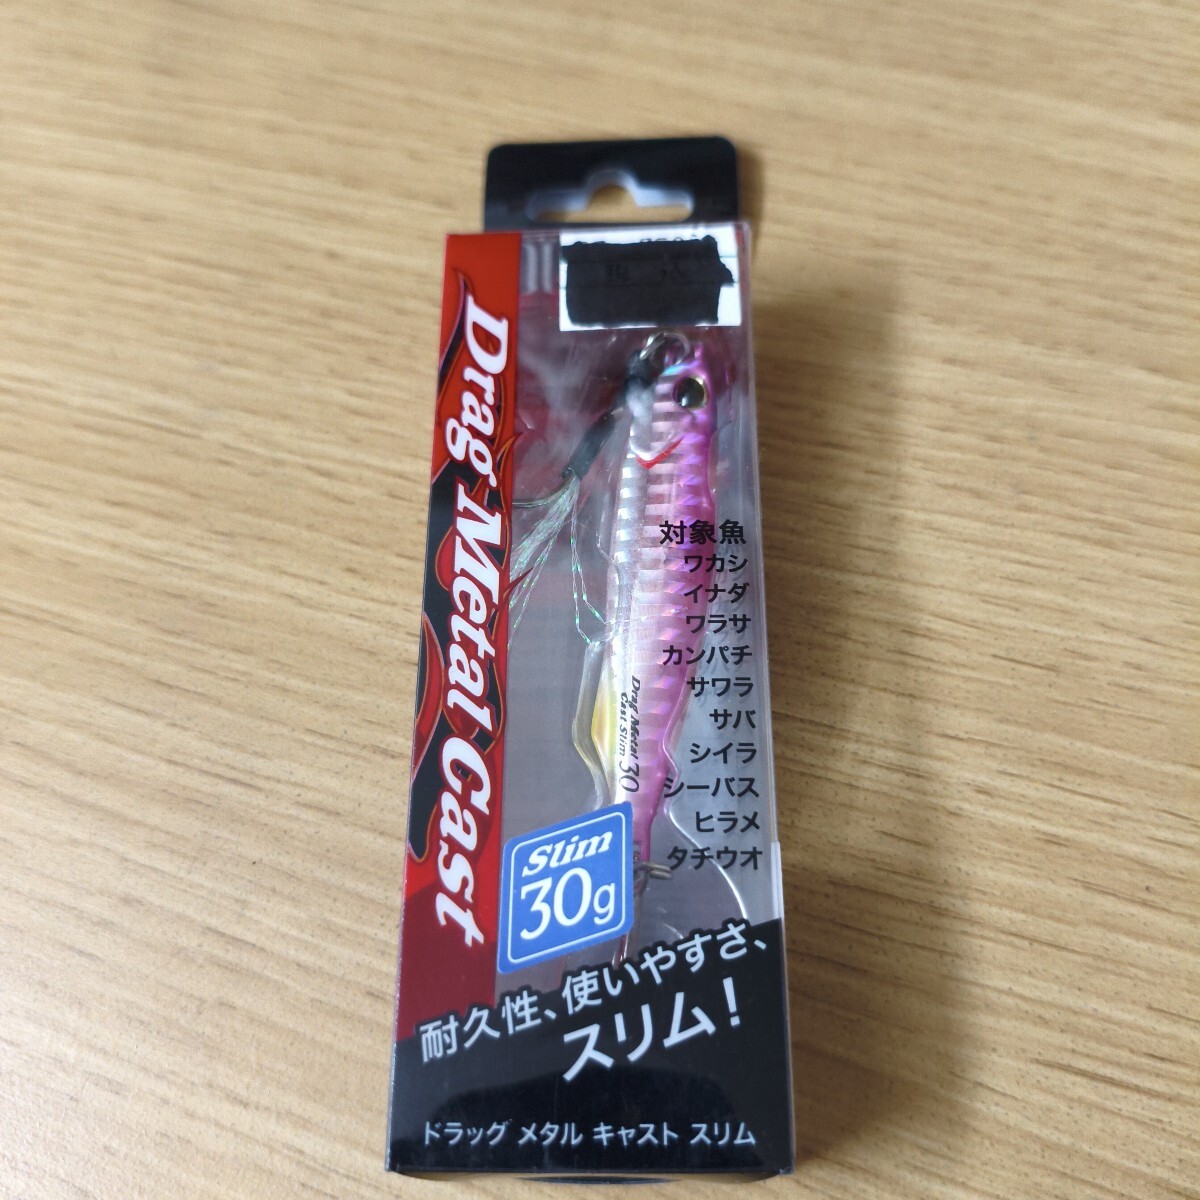 税込
Drag Metal Cast
対象魚
ワカシ
イナダ
ワラサ
カンパチ
サワラ
サバ
シイラ
シーバス
ヒラメ
タチウオ
Drag Metal
Cast Slim 30
Slim
30g
耐久性、使いやすさ、
スリム!
ドラッグ メタル キャスト スリム